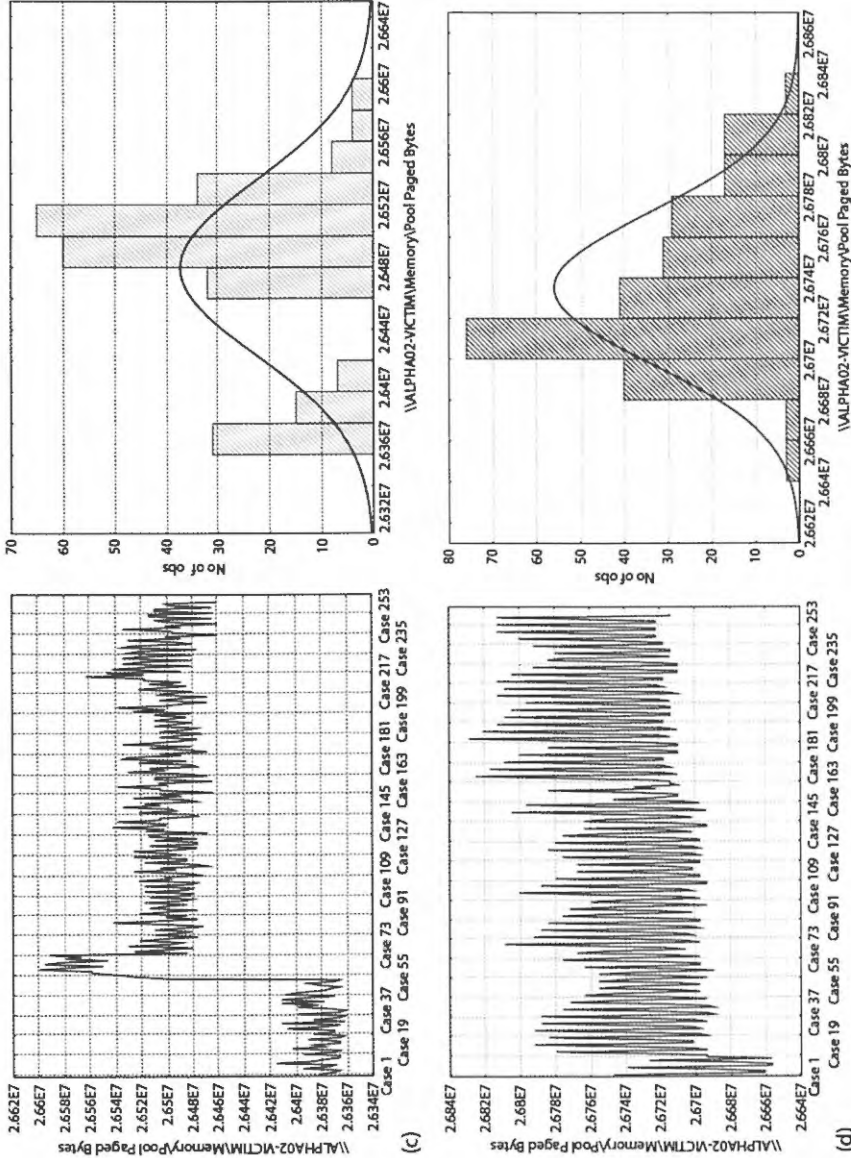 \\ALPHA02-VICTIM\Memory\Pool Paged Bytes
2.662E7
2.66E7
2.658E7
2.656E7
2.654E7
2.652E7
2.65E7
2.648E7
2.646E7
2.644E7
2.642E7
2.64E7
2.638E7
2.636E7
2.634E7
Case 1 Case 37 Case 73 Case 109 Case 145 Case 181 Case 217 Case 253
Case 19 Case 55 Case 91 Case 127 Case 163 Case 199 Case 235
(c)
No of obs
70
60
50
40
30
20
10
0
2.632E7 2.636E7 2.64E7 2.644E7 2.648E7 2.652E7 2.656E7 2.66E7 2.664E7
\\ALPHA02-VICTIM\Memory\Pool Paged Bytes
\\ALPHA02-VICTIM\Memory\Pool Paged Bytes
2.684E7
2.682E7
2.68E7
2.678E7
2.676E7
2.674E7
2.672E7
2.67E7
2.668E7
2.666E7
2.664E7
Case 1 Case 37 Case 73 Case 109 Case 145 Case 181 Case 217 Case 253
Case 19 Case 55 Case 91 Case 127 Case 163 Case 199 Case 235
(d)
No of obs
80
70
60
50
40
30
20
10
0
2.662E7 2.666E7 2.67E7 2.674E7 2.678E7 2.682E7 2.686E7
2.664E7 2.668E7 2.672E7 2.676E7 2.68E7 2.684E7
\\ALPHA02-VICTIM\Memory\Pool Paged Bytes